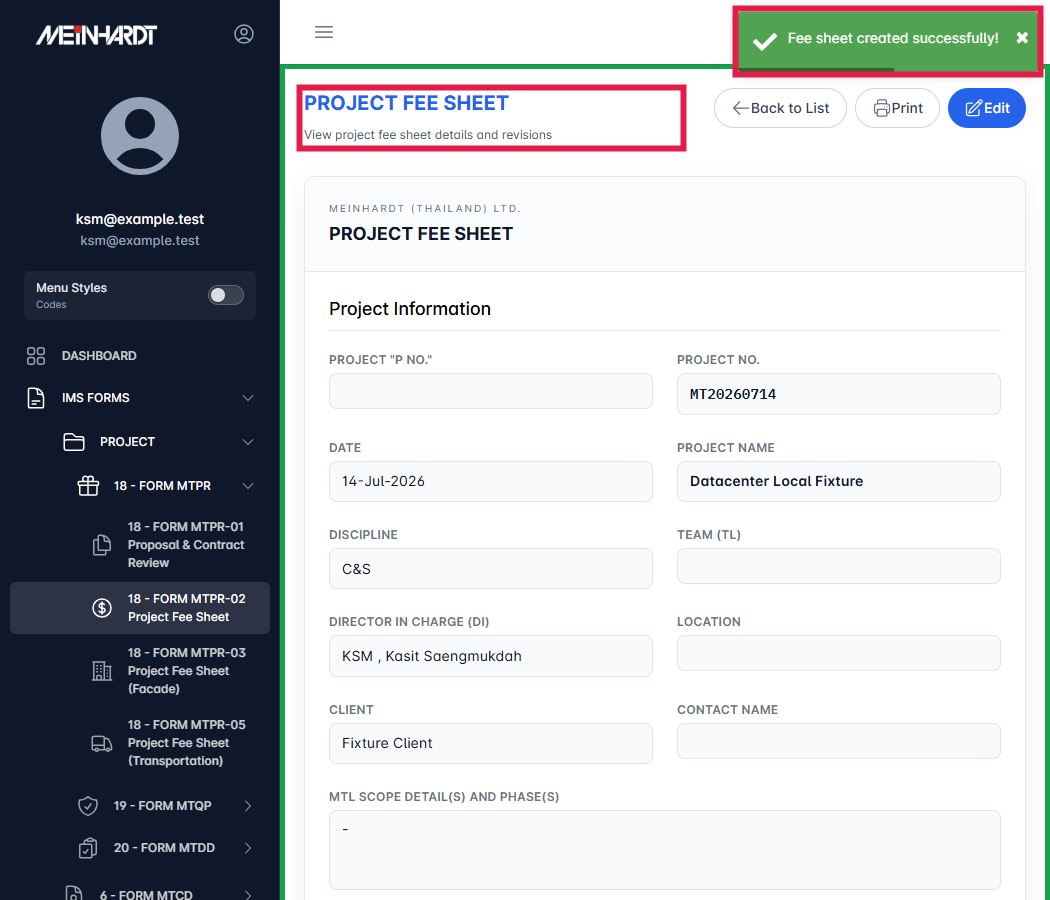 MEINHARDT
ksm@example.test
ksm@example.test
Menu Styles
Codes
DASHBOARD
IMS FORMS
PROJECT
18 - FORM MTPR
18 - FORM MTPR-01
Proposal & Contract
Review
18 - FORM MTPR-02
Project Fee Sheet
18 - FORM MTPR-03
Project Fee Sheet
(Facade)
18 - FORM MTPR-05
Project Fee Sheet
(Transportation)
19 - FORM MTQP
20 - FORM MTDD
6 - FORM MTCD
Fee sheet created successfully!
PROJECT FEE SHEET
View project fee sheet details and revisions
Back to List
Print
Edit
MEINHARDT (THAILAND) LTD.
PROJECT FEE SHEET
Project Information
PROJECT "P NO."
PROJECT NO.
MT20260714
DATE
14-Jul-2026
PROJECT NAME
Datacenter Local Fixture
DISCIPLINE
C&S
TEAM (TL)
DIRECTOR IN CHARGE (DI)
KSM , Kasit Saengmukdah
LOCATION
CLIENT
Fixture Client
CONTACT NAME
MTL SCOPE DETAIL(S) AND PHASE(S)
-